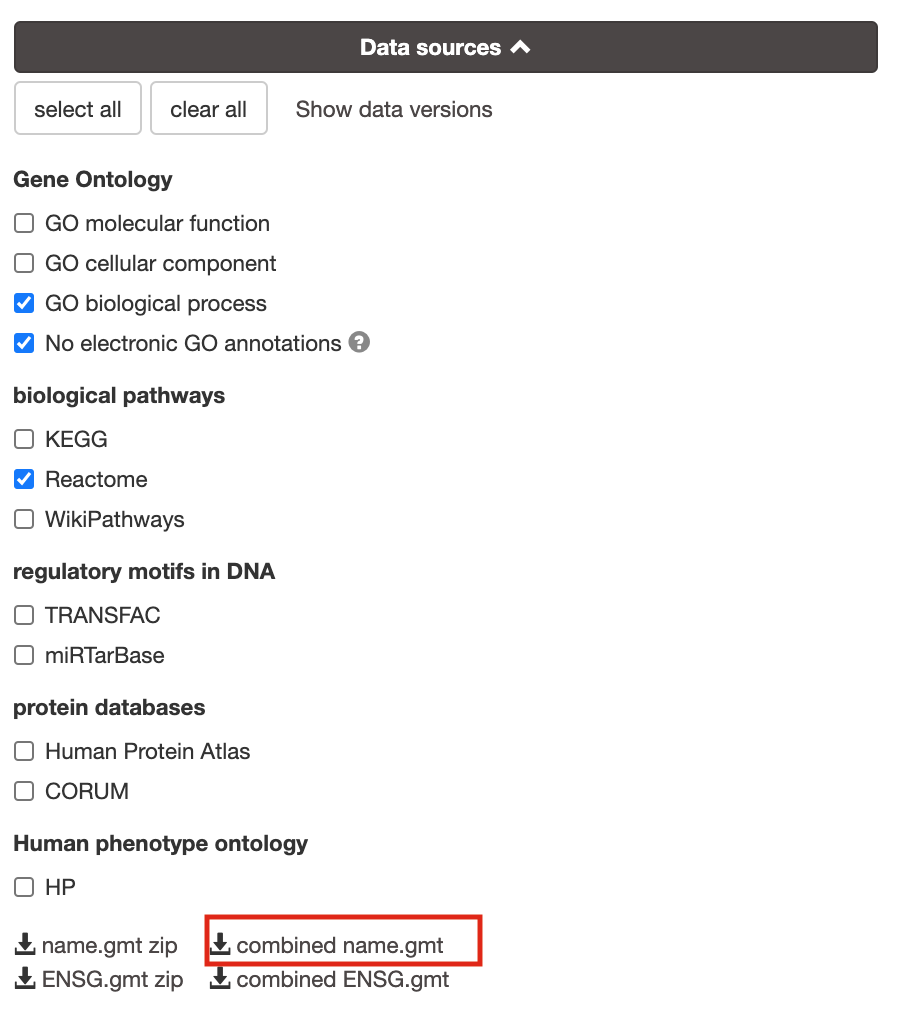 Data sources
select all clear all Show data versions
Gene Ontology
GO molecular function
GO cellular component
GO biological process
No electronic GO annotations ?
biological pathways
KEGG
Reactome
WikiPathways
regulatory motifs in DNA
TRANSFAC
miRTarBase
protein databases
Human Protein Atlas
CORUM
Human phenotype ontology
HP
name.gmt zip combined name.gmt
ENSG.gmt zip combined ENSG.gmt